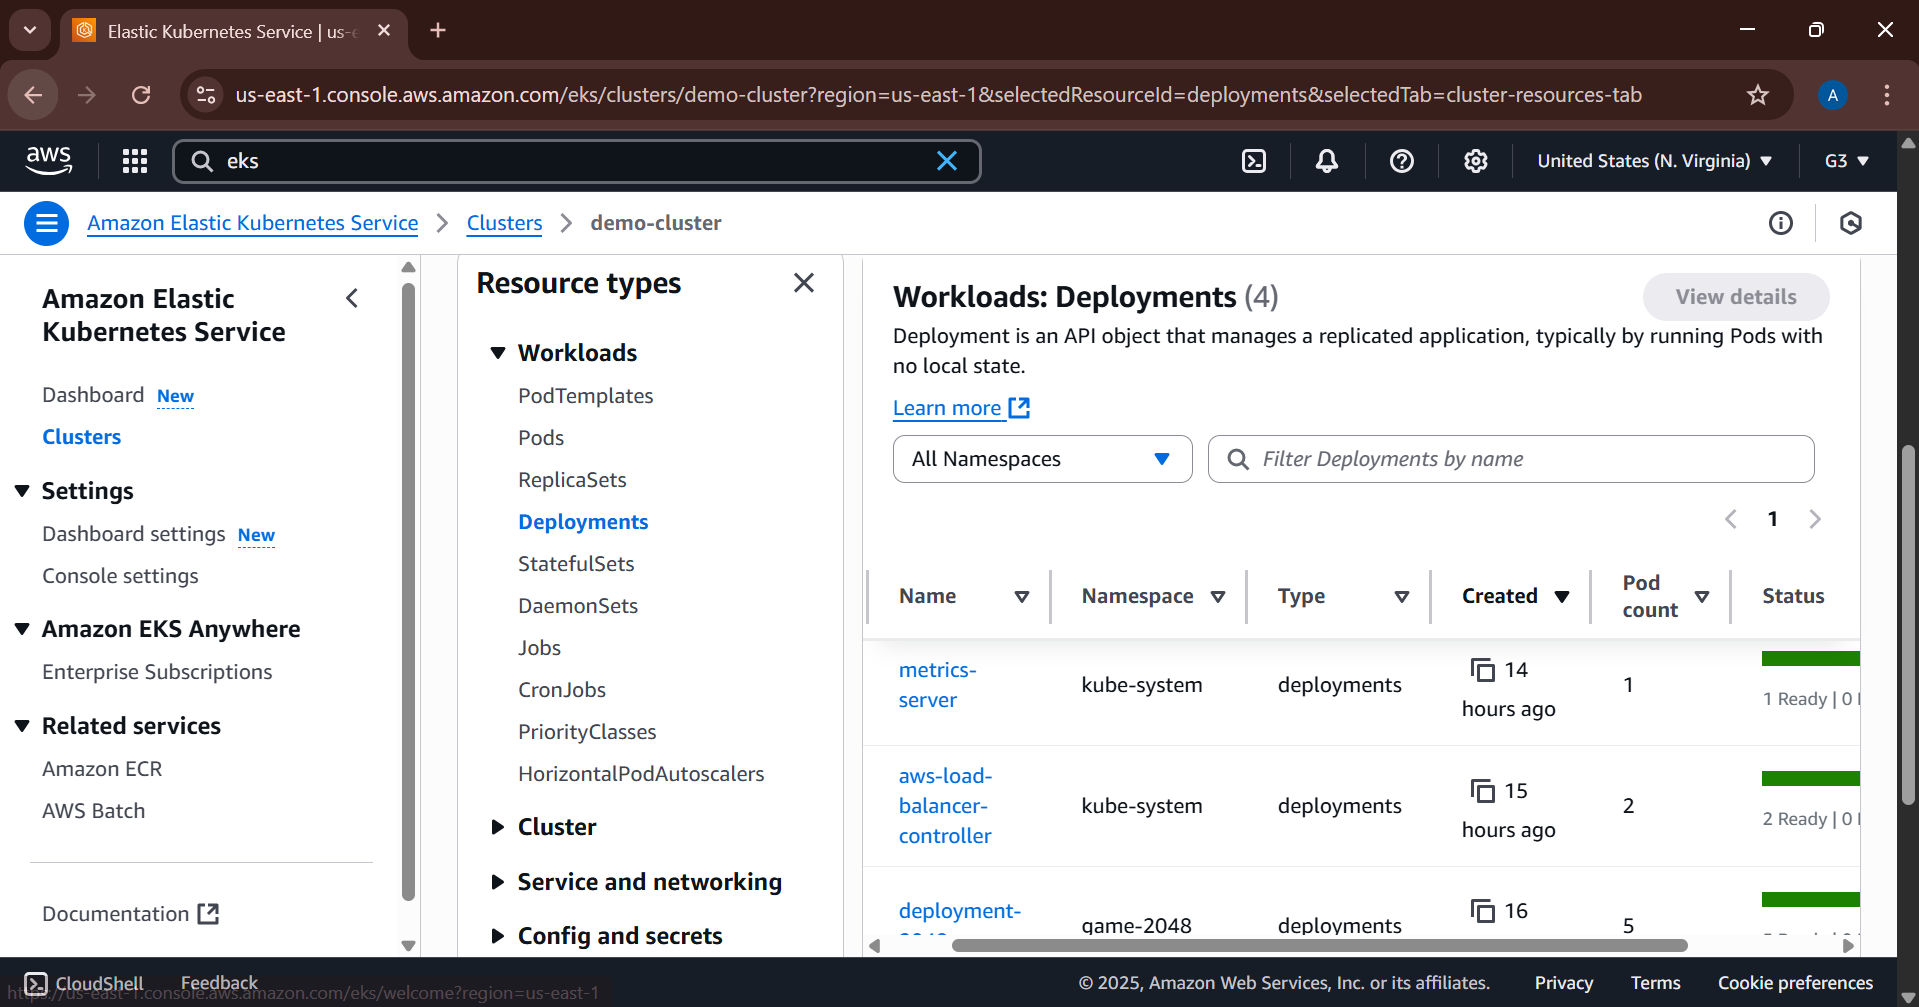 Elastic Kubernetes Service | us-e
us-east-1.console.aws.amazon.com/eks/clusters/demo-cluster?region=us-east-1&selectedResourceId=deployments&selectedTab=cluster-resources-tab
A
aws
eks
United States (N. Virginia)
G3
Amazon Elastic Kubernetes Service
Clusters
demo-cluster
Amazon Elastic
Kubernetes Service
Dashboard New
Clusters
Settings
Dashboard settings New
Console settings
Amazon EKS Anywhere
Enterprise Subscriptions
Related services
Amazon ECR
AWS Batch
Documentation
Resource types
Workloads
PodTemplates
Pods
ReplicaSets
Deployments
StatefulSets
DaemonSets
Jobs
CronJobs
PriorityClasses
HorizontalPodAutoscalers
Cluster
Service and networking
Config and secrets
Workloads: Deployments (4)
View details
Deployment is an API object that manages a replicated application, typically by running Pods with
no local state.
Learn more
All Namespaces
Filter Deployments by name
1
Name
Namespace
Type
Created
Pod
count
Status
metrics-
server
kube-system
deployments
14
hours ago
1
1 Ready | 0
aws-load-
balancer-
controller
kube-system
deployments
15
hours ago
2
2 Ready | 0
deployment-
game-2048
deployments
16
5
CloudShell
Feedback
https://us-east-1.console.aws.amazon.com/eks/welcome?region=us-east-1
© 2025, Amazon Web Services, Inc. or its affiliates.
Privacy
Terms
Cookie preferences